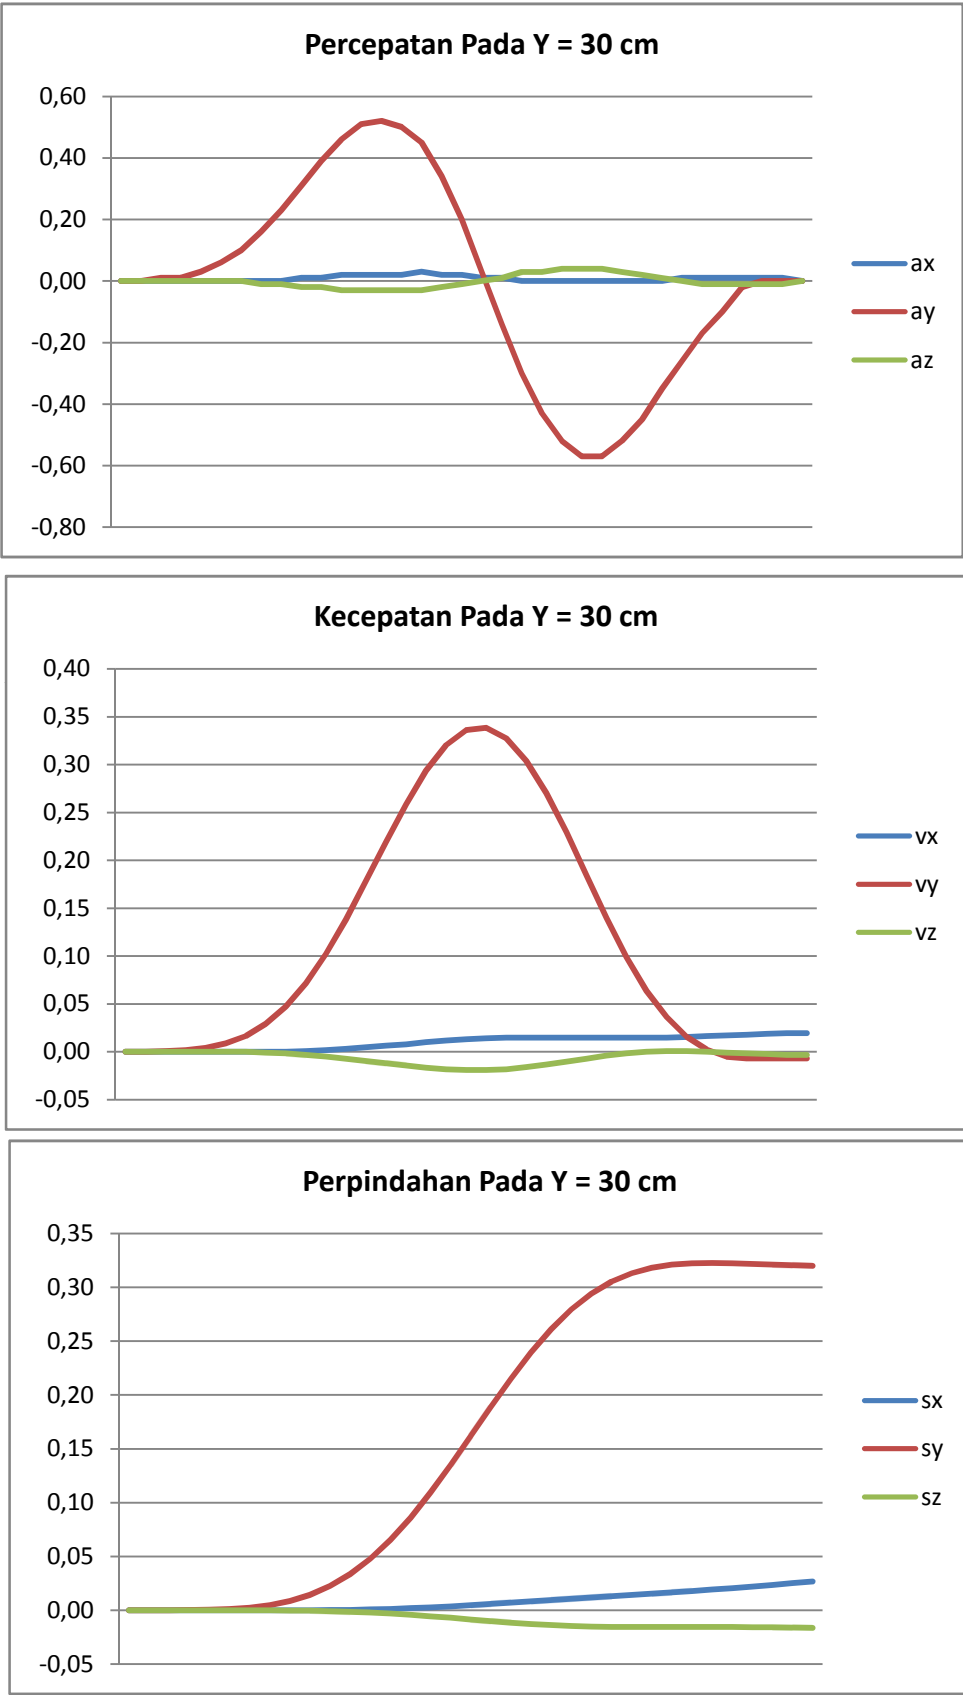 Percepatan Pada Y = 30 cm
0,60
0,40
0,20
0,00
-0,20
-0,40
-0,60
-0,80
ax
ay
az
Kecepatan Pada Y = 30 cm
0,40
0,35
0,30
0,25
0,20
0,15
0,10
0,05
0,00
-0,05
vx
vy
vz
Perpindahan Pada Y = 30 cm
0,35
0,30
0,25
0,20
0,15
0,10
0,05
0,00
-0,05
sx
sy
sz